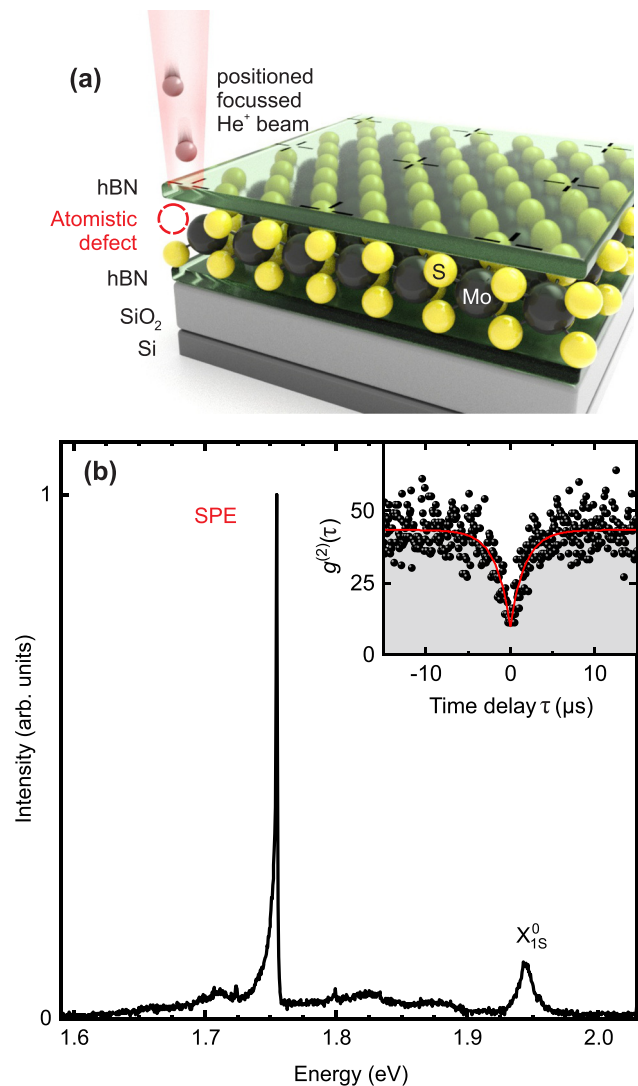 (a)
positioned
focussed
He⁺ beam
hBN
Atomistic
defect
hBN
SiO₂
Si
S
Mo
(b)
1
SPE
50
25
0
g⁽²⁾(τ)
-10 0 10
Time delay τ (µs)
Intensity (arb. units)
X⁰₁S
0
1.6 1.7 1.8 1.9 2.0
Energy (eV)